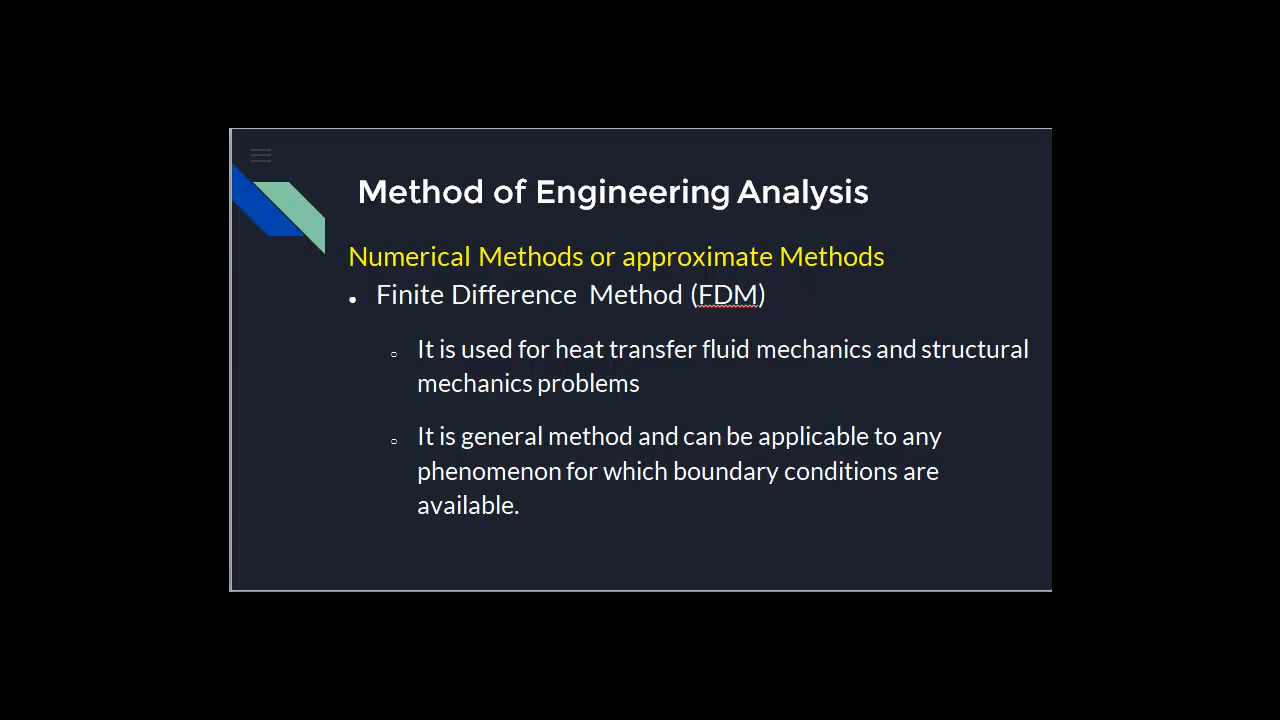 Method of Engineering Analysis
Numerical Methods or approximate Methods
• Finite Difference  Method (FDM)
○ It is used for heat transfer fluid mechanics and structural
mechanics problems
○ It is general method and can be applicable to any
phenomenon for which boundary conditions are
available.